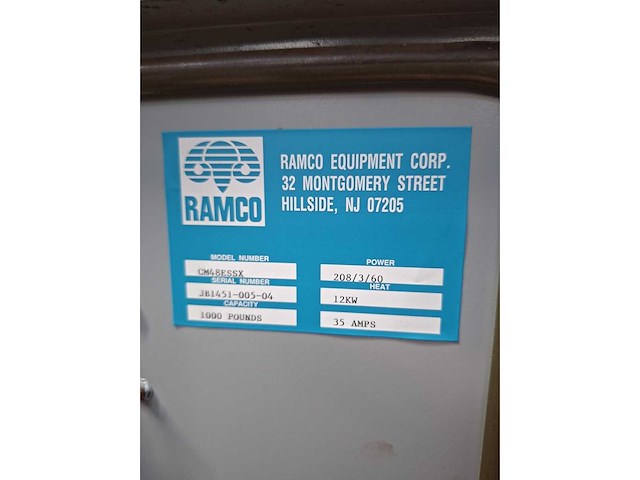 RAMCO
RAMCO EQUIPMENT CORP.
32 MONTGOMERY STREET
HILLSIDE, NJ 07205
MODEL NUMBER
CM48ESSX
SERIAL NUMBER
JB1451-005-04
CAPACITY
1000 POUNDS
POWER
208/3/60
HEAT
12KW
35 AMPS